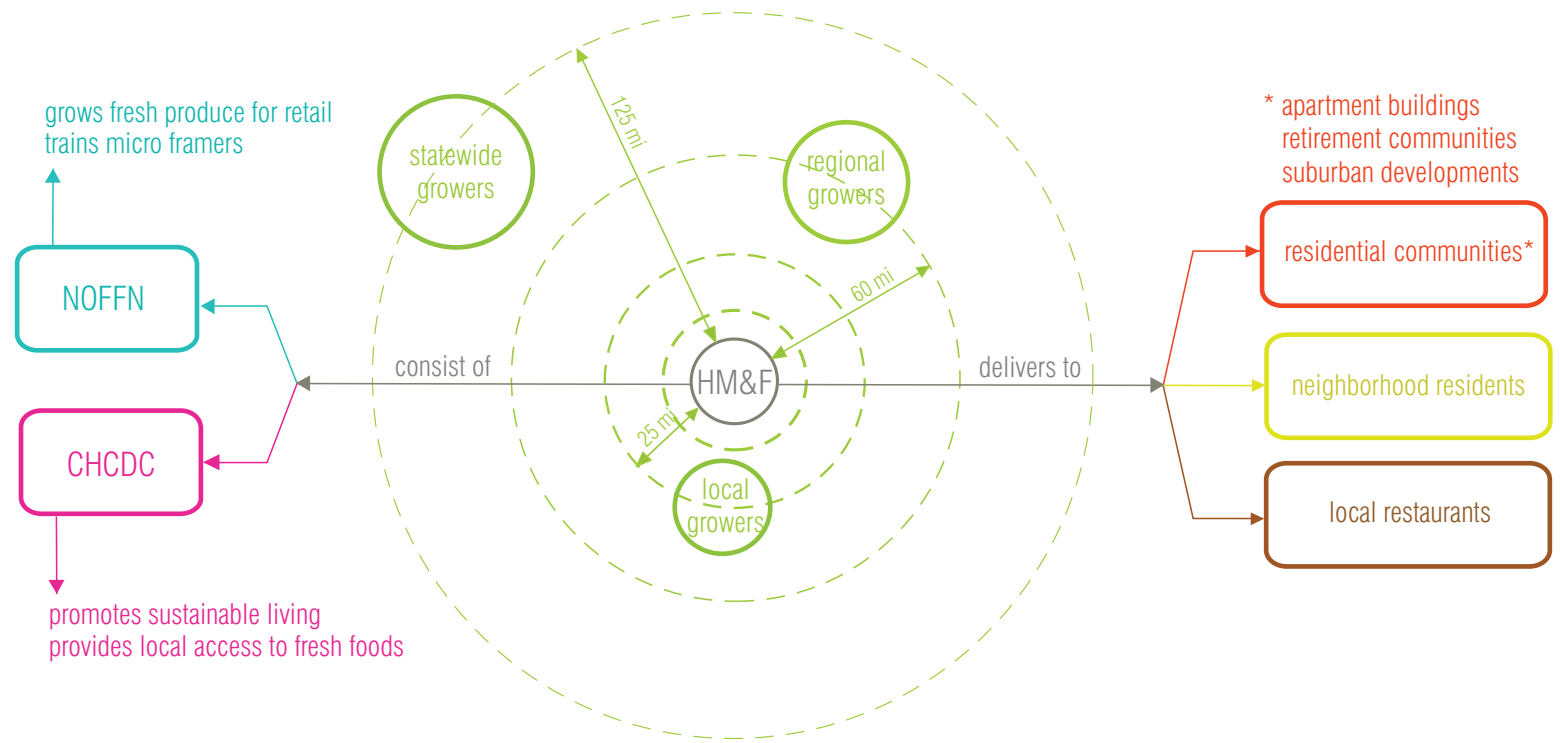 grows fresh produce for retail
trains micro framers
NOFFN
CHCDC
promotes sustainable living
provides local access to fresh foods
consist of
statewide
growers
125 mi
regional
growers
60 mi
HM&F
25 mi
local
growers
delivers to
* apartment buildings
retirement communities
suburban developments
residential communities*
neighborhood residents
local restaurants